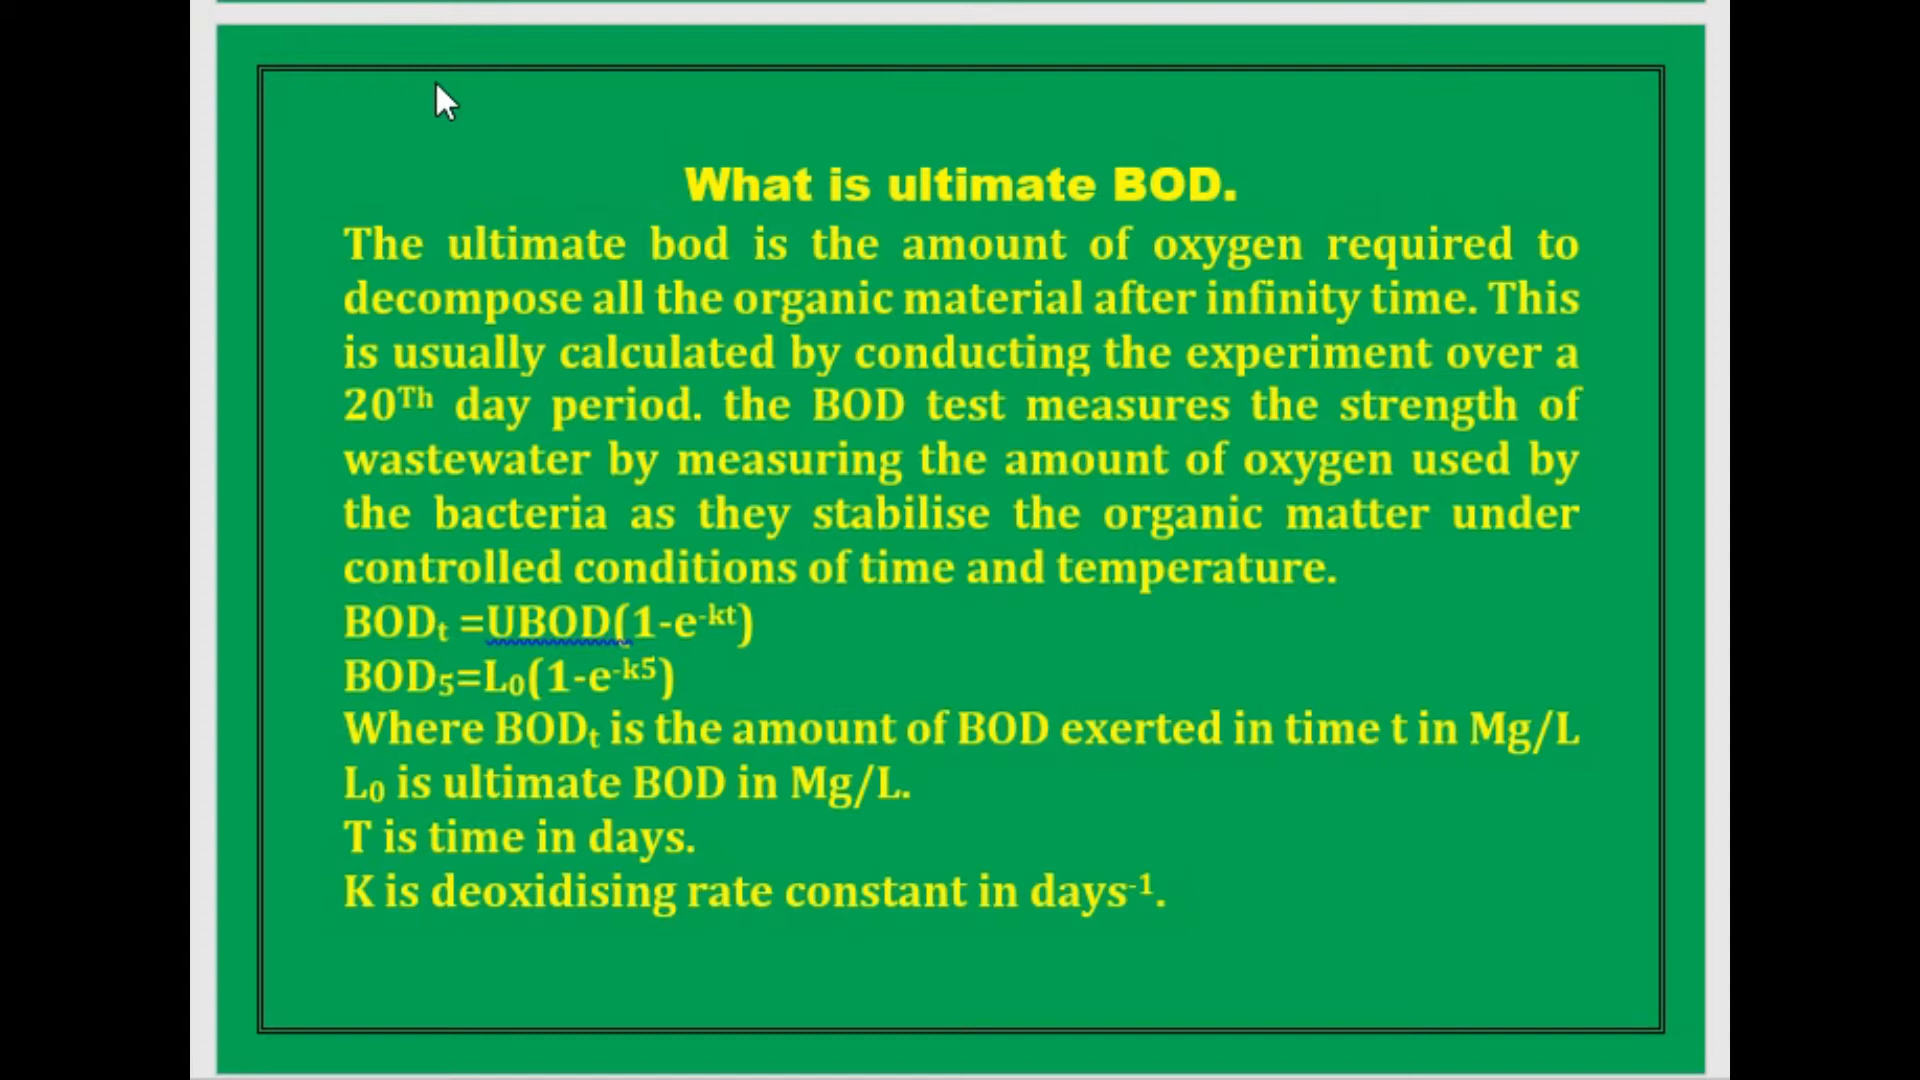 What is ultimate BOD.
The ultimate bod is the amount of oxygen required to
decompose all the organic material after infinity time. This
is usually calculated by conducting the experiment over a
20Th day period. the BOD test measures the strength of
wastewater by measuring the amount of oxygen used by
the bacteria as they stabilise the organic matter under
controlled conditions of time and temperature.
BODt =UBOD(1-e-kt)
BOD5=L0(1-e-k5)
Where BODt is the amount of BOD exerted in time t in Mg/L
L0 is ultimate BOD in Mg/L.
T is time in days.
K is deoxidising rate constant in days-1.